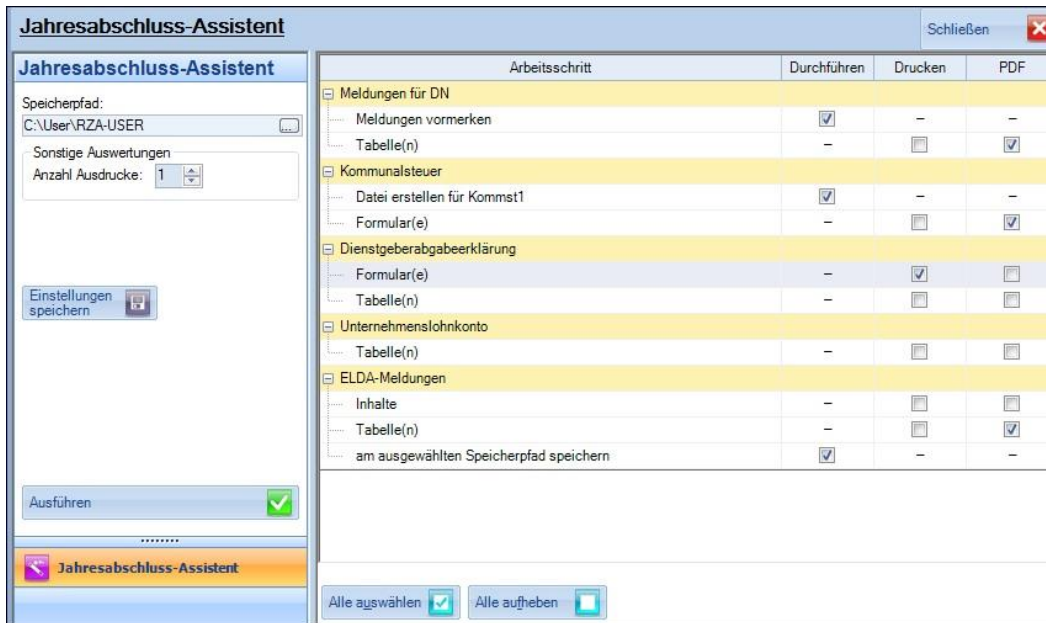 Jahresabschluss-Assistent
Schließen
Jahresabschluss-Assistent
Speicherpfad:
C:\User\RZA-USER ...
Sonstige Auswertungen
Anzahl Ausdrucke: 1
Einstellungen
speichern
Ausführen
Jahresabschluss-Assistent
Arbeitsschritt Durchführen Drucken PDF
Meldungen für DN
Meldungen vormerken – –
Tabelle(n) –
Kommunalsteuer
Datei erstellen für Kommst1 – –
Formular(e) –
Dienstgeberabgabeerklärung
Formular(e) –
Tabelle(n) –
Unternehmenslohnkonto
Tabelle(n) –
ELDA-Meldungen
Inhalte –
Tabelle(n) –
am ausgewählten Speicherpfad speichern – –
Alle auswählen Alle aufheben